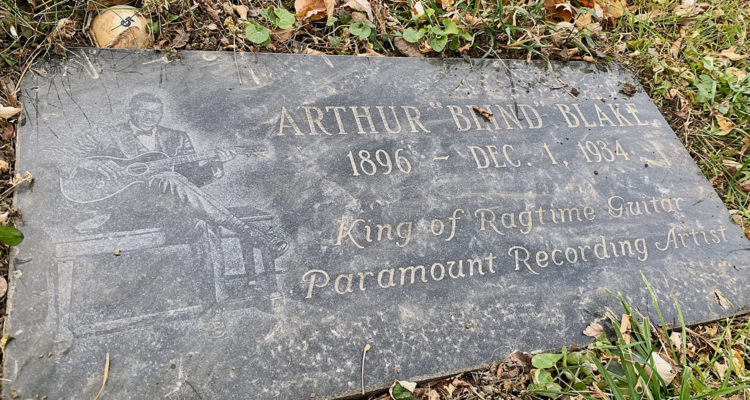 ARTHUR "BLIND" BLAKE
1896 - DEC. 1, 1934
King of Ragtime Guitar
Paramount Recording Artist